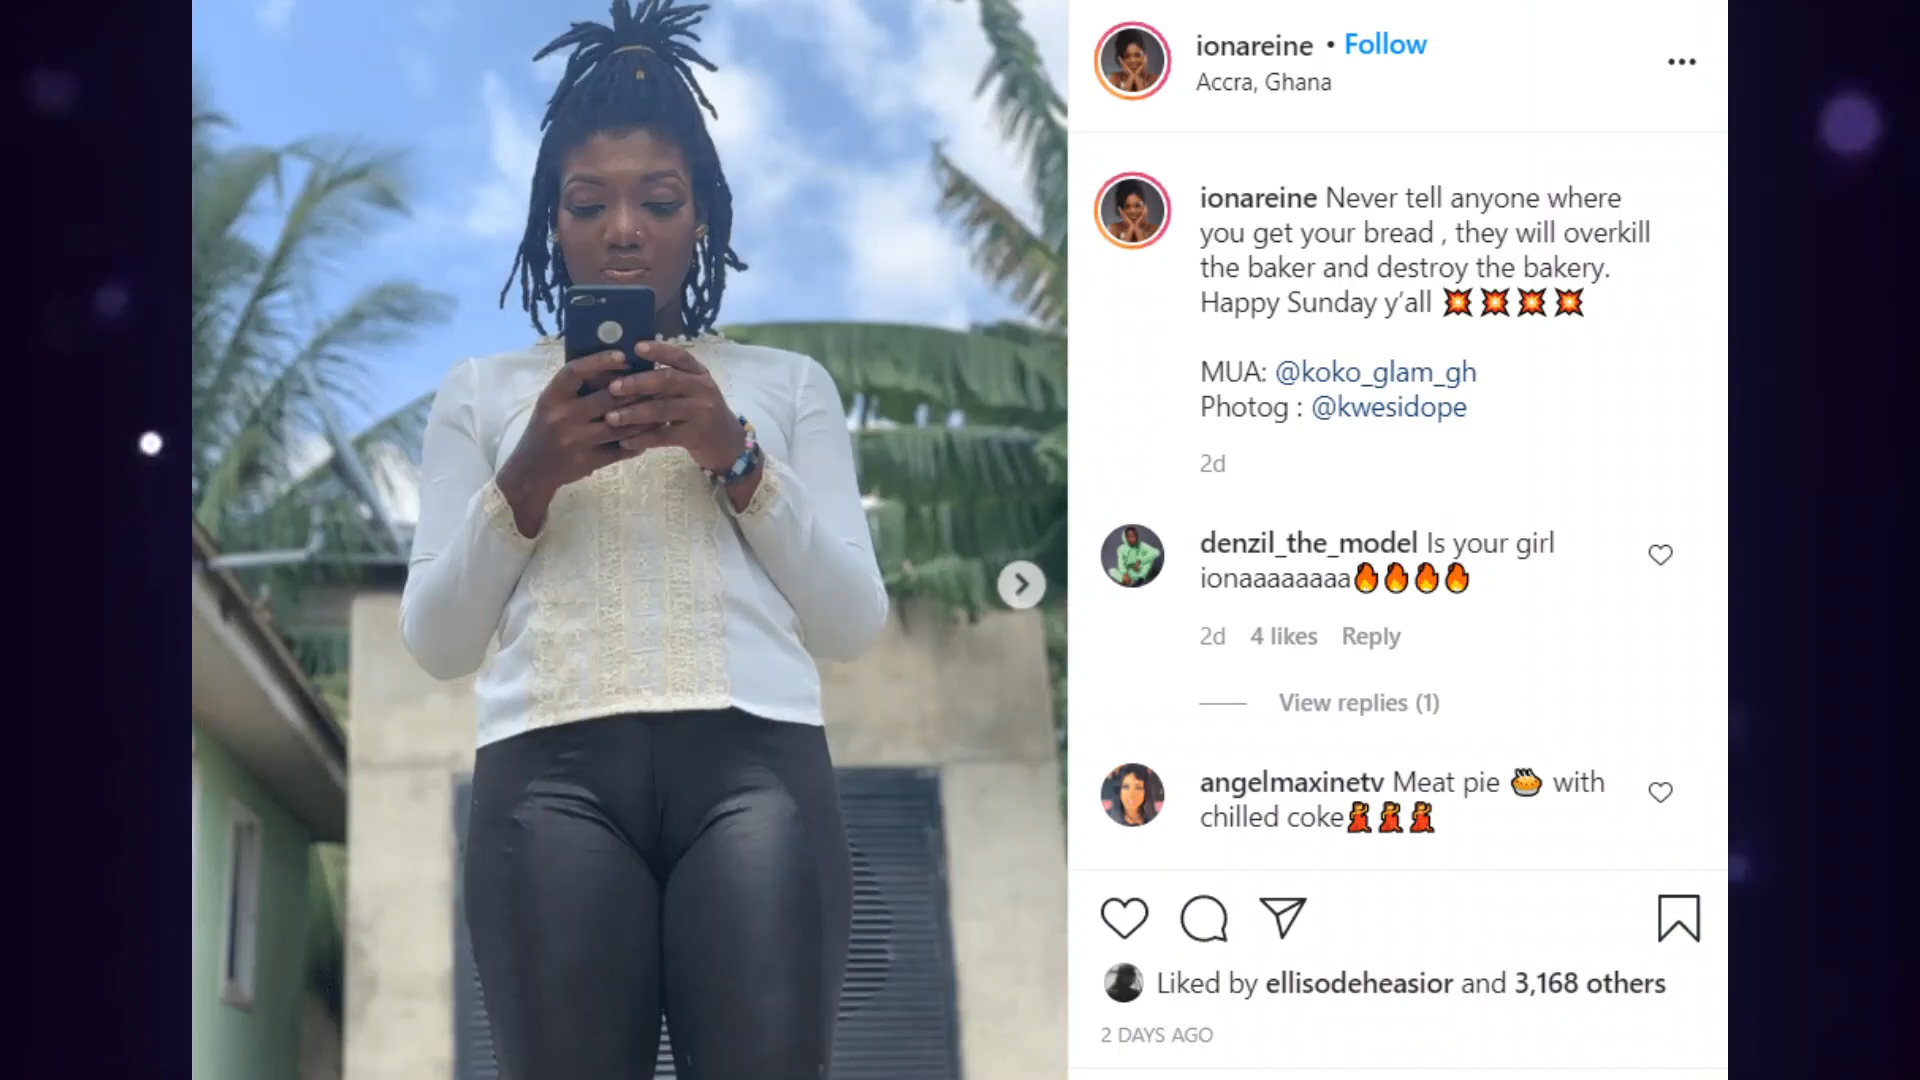 ionareine • Follow
Accra, Ghana
ionareine Never tell anyone where
you get your bread , they will overkill
the baker and destroy the bakery.
Happy Sunday y'all 💥💥💥💥
MUA: @koko_glam_gh
Photog : @kwesidope
2d
denzil_the_model Is your girl
ionaaaaaaaa🔥🔥🔥🔥
2d 4 likes Reply
View replies (1)
angelmaxinetv Meat pie 🥧 with
chilled coke💃💃💃
Liked by ellisodeheasior and 3,168 others
2 DAYS AGO